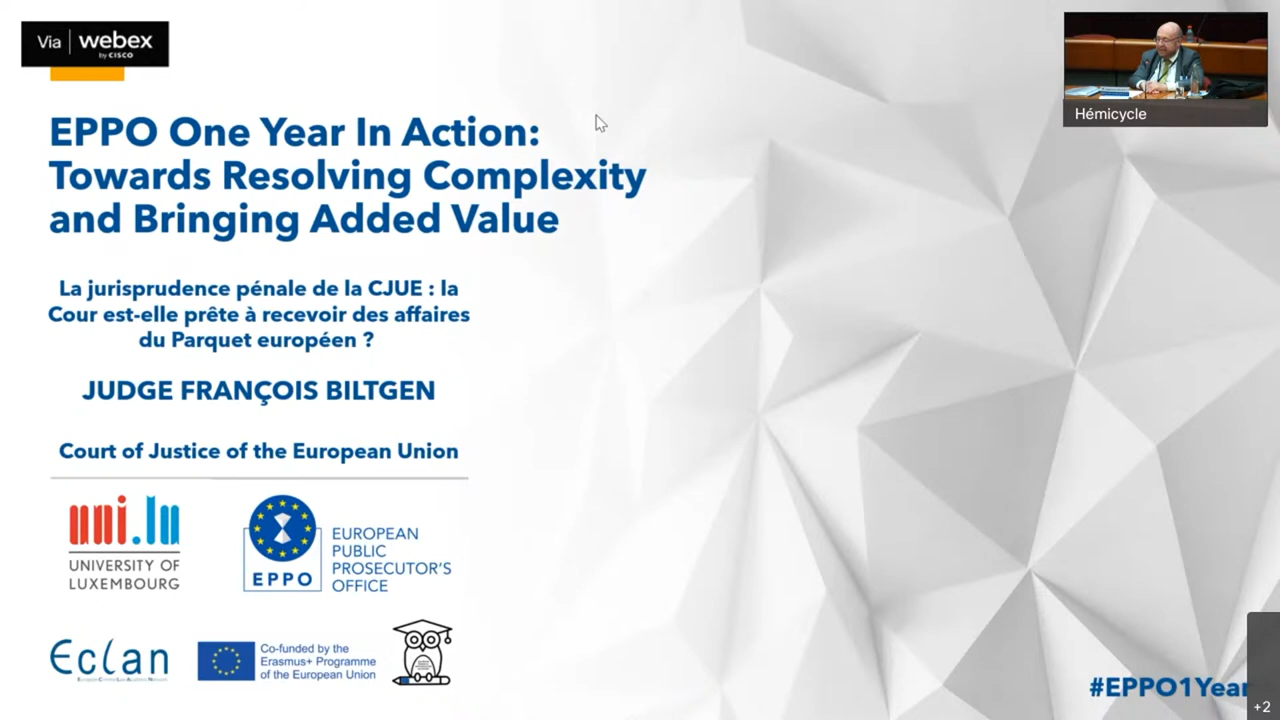 Via webex
by CISCO
Hémicycle
EPPO One Year In Action:
Towards Resolving Complexity
and Bringing Added Value
La jurisprudence pénale de la CJUE : la
Cour est-elle prête à recevoir des affaires
du Parquet européen ?
JUDGE FRANÇOIS BILTGEN
Court of Justice of the European Union
uni.lu
UNIVERSITY OF
LUXEMBOURG
EPPO
EUROPEAN
PUBLIC
PROSECUTOR'S
OFFICE
Eclan
Co-funded by the
Erasmus+ Programme
of the European Union
#EPPO1Year
+2